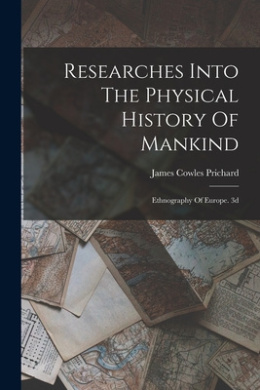 Researches Into
The Physical
History Of
Mankind
James Cowles Prichard
Ethnography Of Europe. 3d